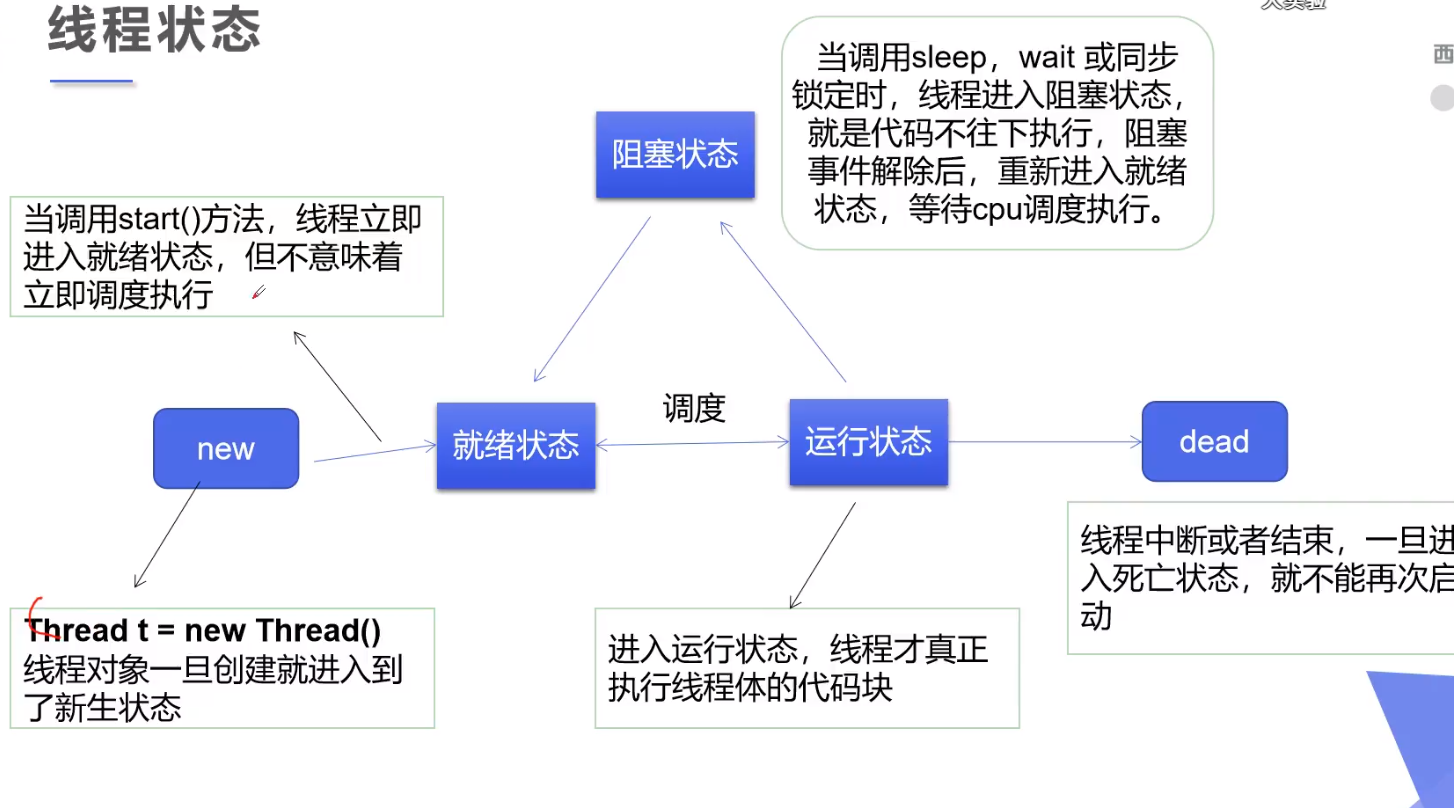 线程状态
西
当调用sleep，wait 或同步
锁定时，线程进入阻塞状态，
就是代码不往下执行，阻塞
事件解除后，重新进入就绪
状态，等待cpu调度执行。
阻塞状态
当调用start()方法，线程立即
进入就绪状态，但不意味着
立即调度执行
new
就绪状态
调度
运行状态
dead
Thread t = new Thread()
线程对象一旦创建就进入到
了新生状态
进入运行状态，线程才真正
执行线程体的代码块
线程中断或者结束，一旦进
入死亡状态，就不能再次启
动